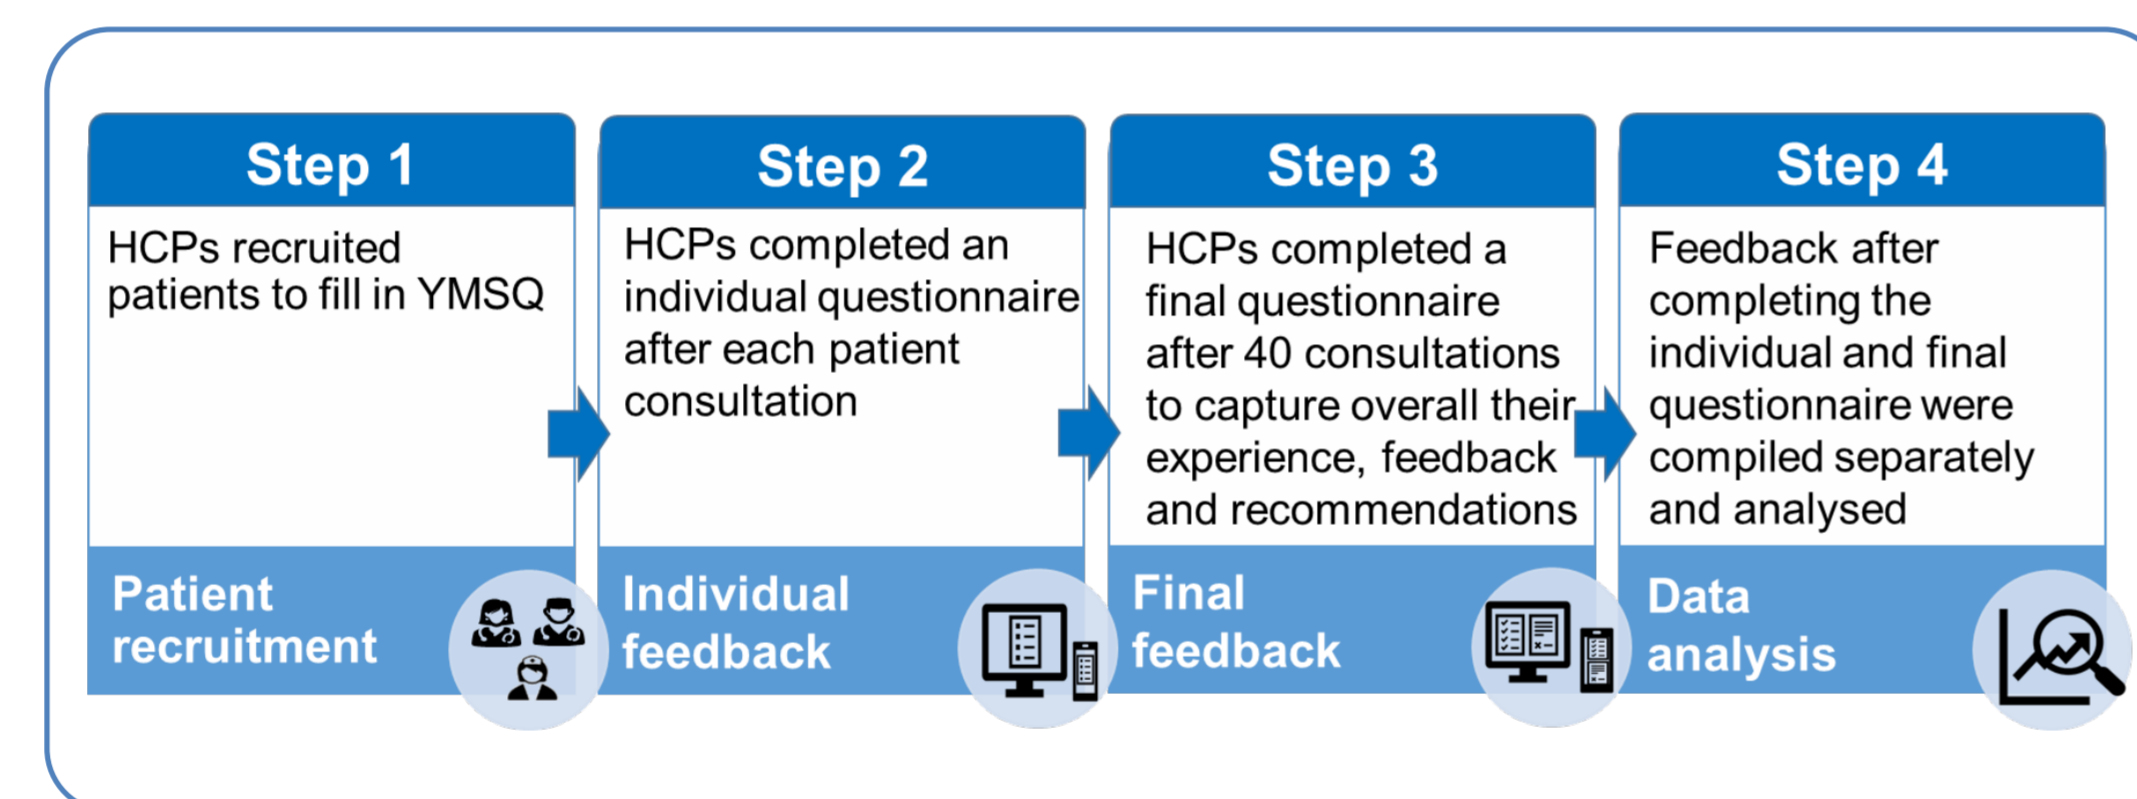 Step 1
HCPs recruited
patients to fill in YMSQ
Patient
recruitment
Step 2
HCPs completed an
individual questionnaire
after each patient
consultation
Individual
feedback
Step 3
HCPs completed a
final questionnaire
after 40 consultations
to capture overall their
experience, feedback
and recommendations
Final
feedback
Step 4
Feedback after
completing the
individual and final
questionnaire were
compiled separately
and analysed
Data
analysis